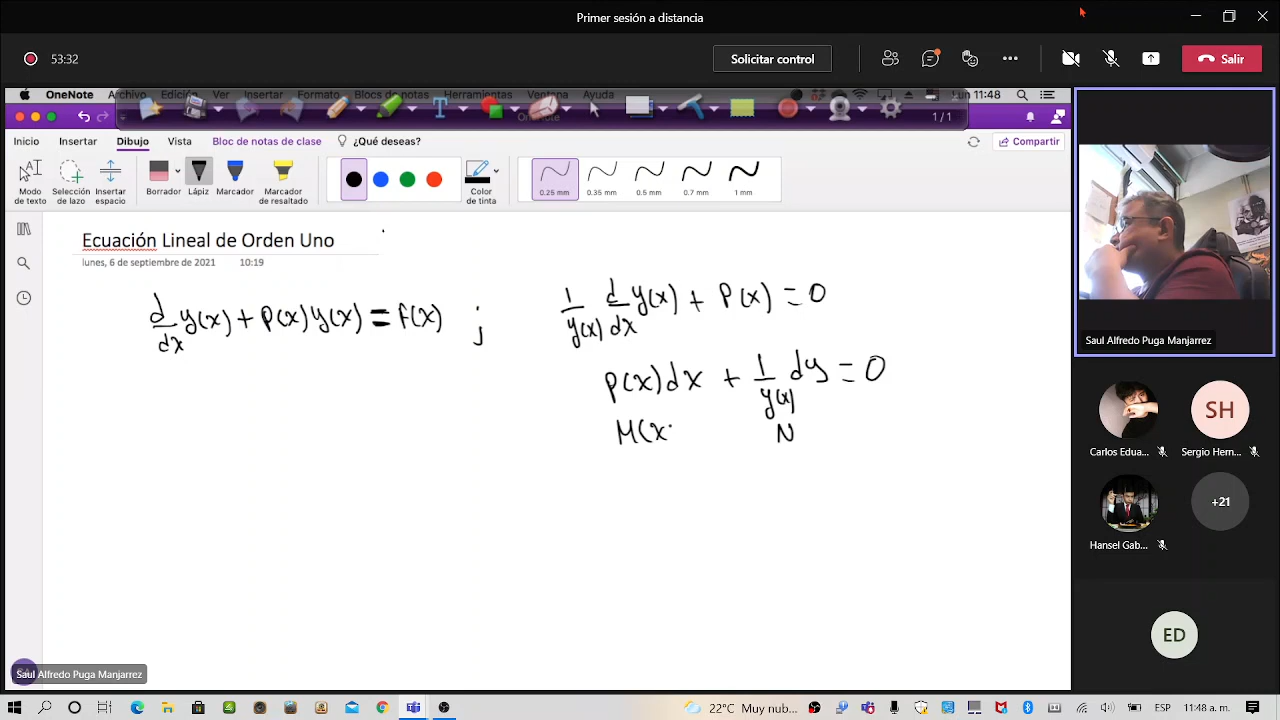 Primer sesión a distancia
53:32
Solicitar control
Salir
OneNote Archivo Edición Ver Insertar Formato Blocs de notas Herramientas Ventana Ayuda
Lun 11:48
OneNote
1 / 1
Inicio Insertar Dibujo Vista Bloc de notas de clase ¿Qué deseas?
Compartir
Modo de texto
Selección de lazo
Insertar espacio
Borrador
Lápiz
Marcador
Marcador de resaltado
Color de tinta
0.25 mm
0.35 mm
0.5 mm
0.7 mm
1 mm
Ecuación Lineal de Orden Uno
lunes, 6 de septiembre de 2021 10:19
d/dx y(x) + P(x)y(x) = f(x) ;
1/y(x) d/dx y(x) + P(x) = 0
P(x)dx + 1/y(x) dy = 0
M(x N
Saul Alfredo Puga Manjarrez
SH
Carlos Edua...
Sergio Hern...
+21
Hansel Gab...
ED
Saul Alfredo Puga Manjarrez
22°C Muy nub...
ESP
11:48 a. m.